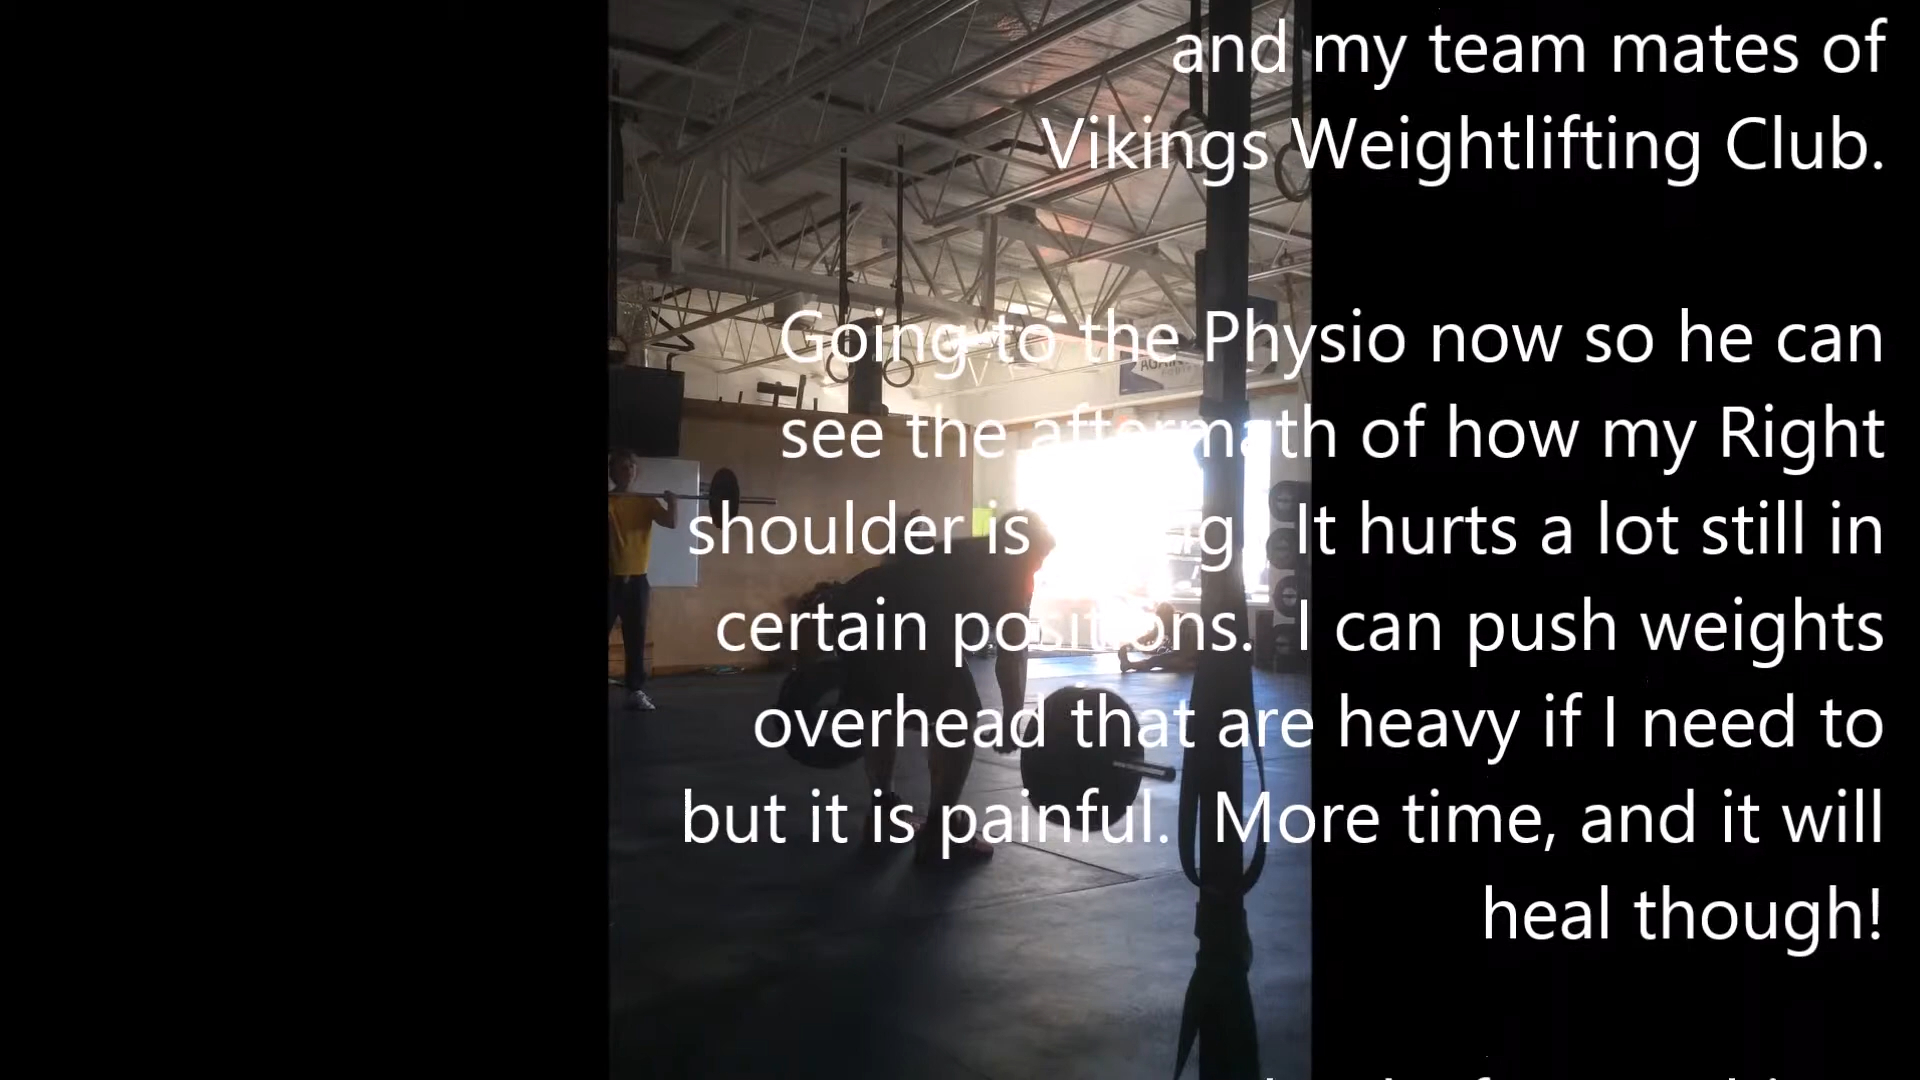 and my team mates of
Vikings Weightlifting Club.
Going to the Physio now so he can
see the aftermath of how my Right
shoulder is It hurts a lot still in
certain positions. I can push weights
overhead that are heavy if I need to
but it is painful. More time, and it will
heal though!
AGAIN